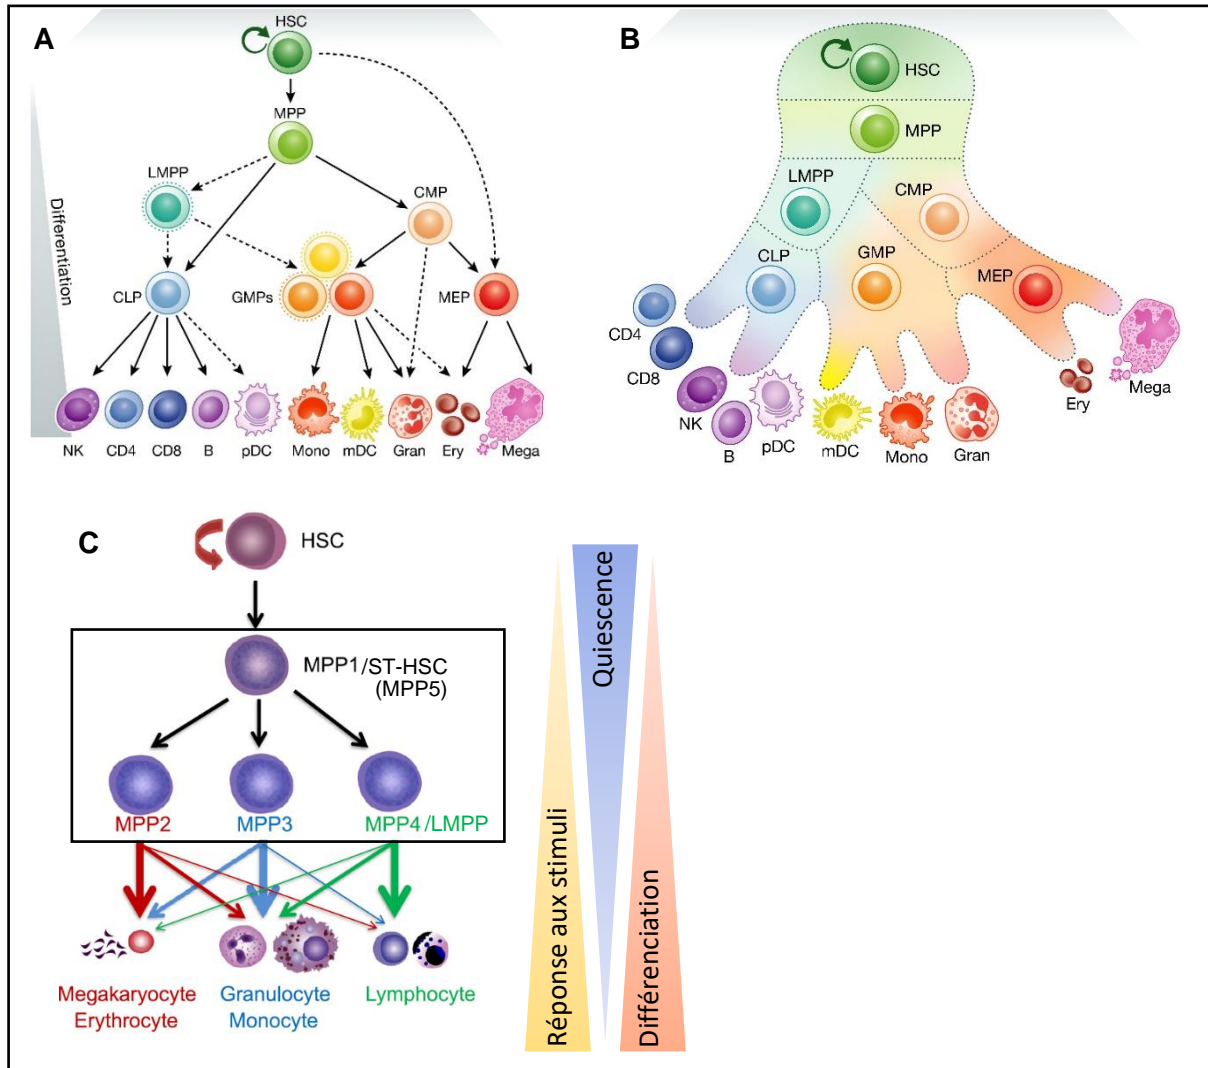 A
HSC
MPP
LMPP
CMP
Differentiation
CLP
GMPs
MEP
NK
CD4
CD8
B
pDC
Mono
mDC
Gran
Ery
Mega
B
HSC
MPP
LMPP
CMP
CLP
GMP
MEP
CD4
CD8
NK
B
pDC
mDC
Mono
Gran
Ery
Mega
C
HSC
MPP1/ST-HSC
(MPP5)
MPP2
MPP3
MPP4/LMPP
Megakaryocyte
Erythrocyte
Granulocyte
Monocyte
Lymphocyte
Réponse aux stimuli
Quiescence
Différenciation